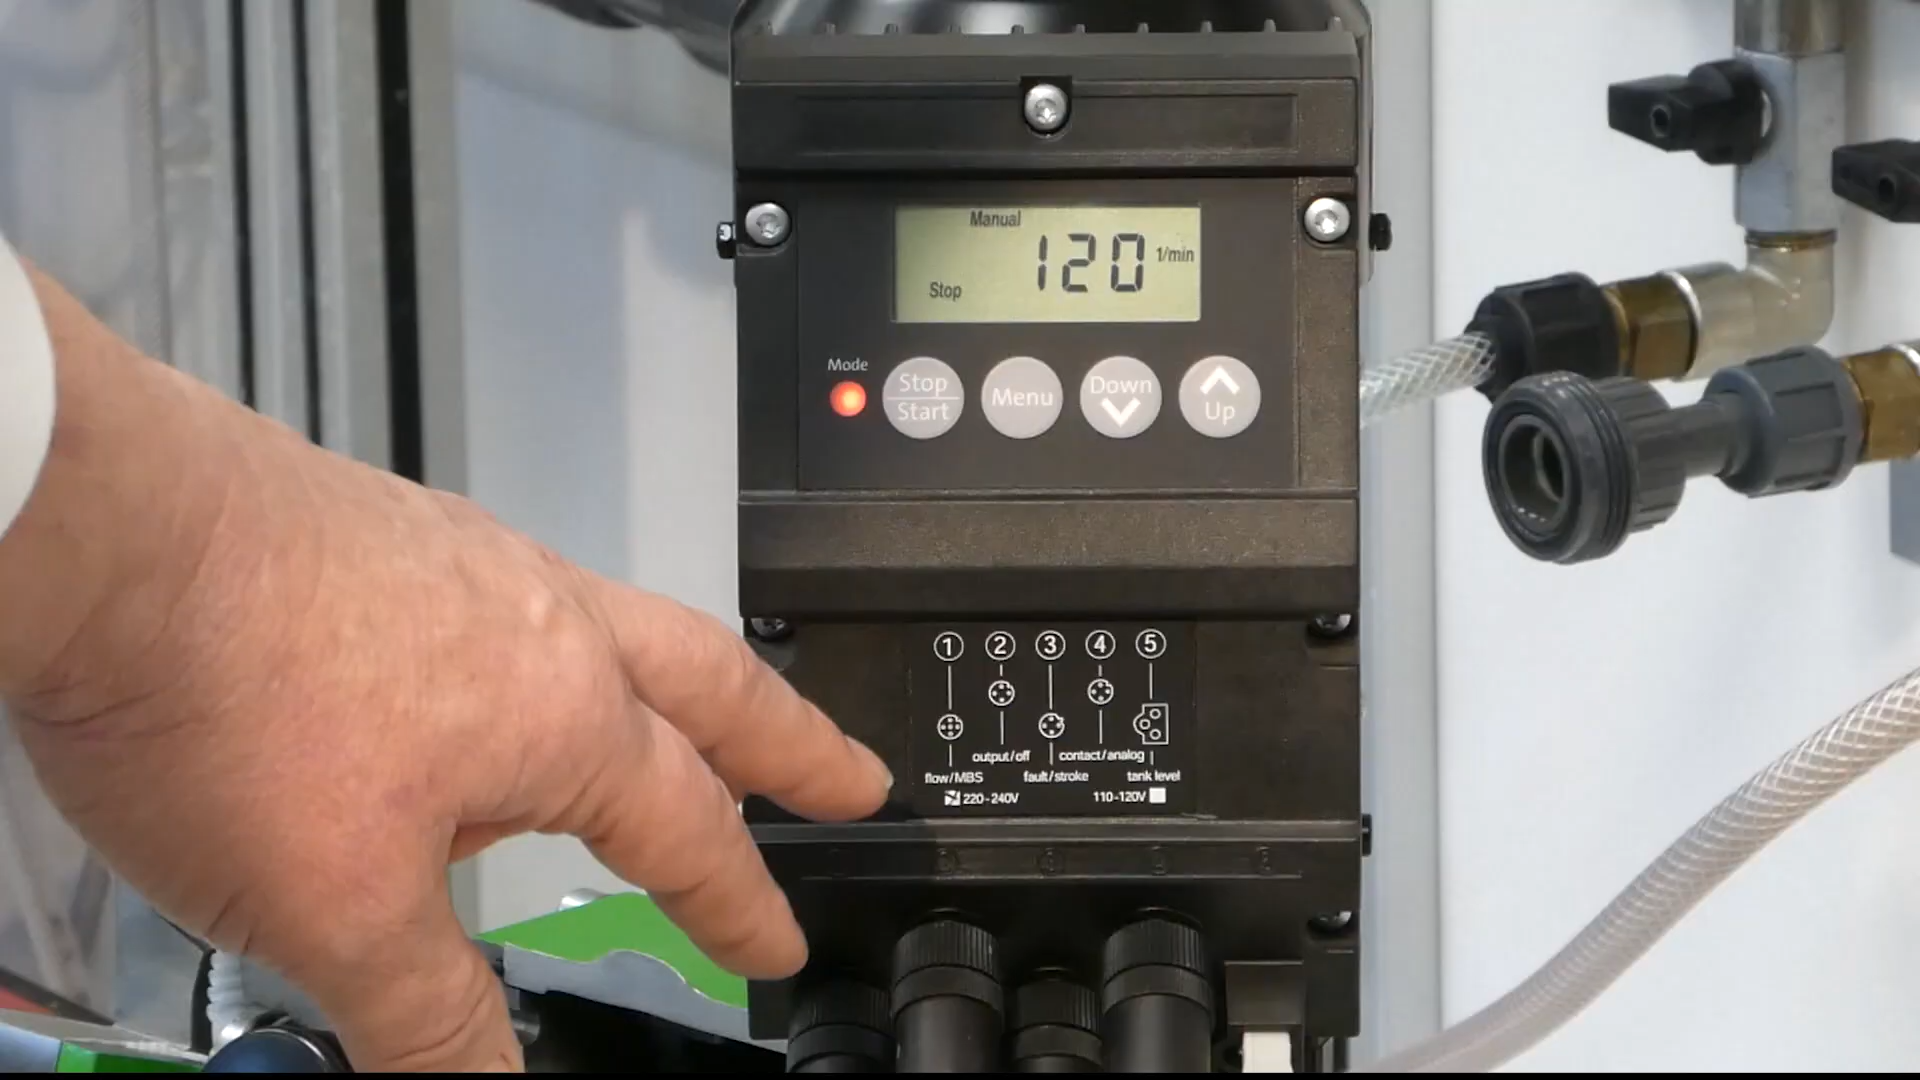 Manual
120 1/min
Stop
Mode
Stop
Start
Menu
Down
Up
1 2 3 4 5
output/off contact/analog
flow/MBS fault/stroke tank level
220-240V 110-120V